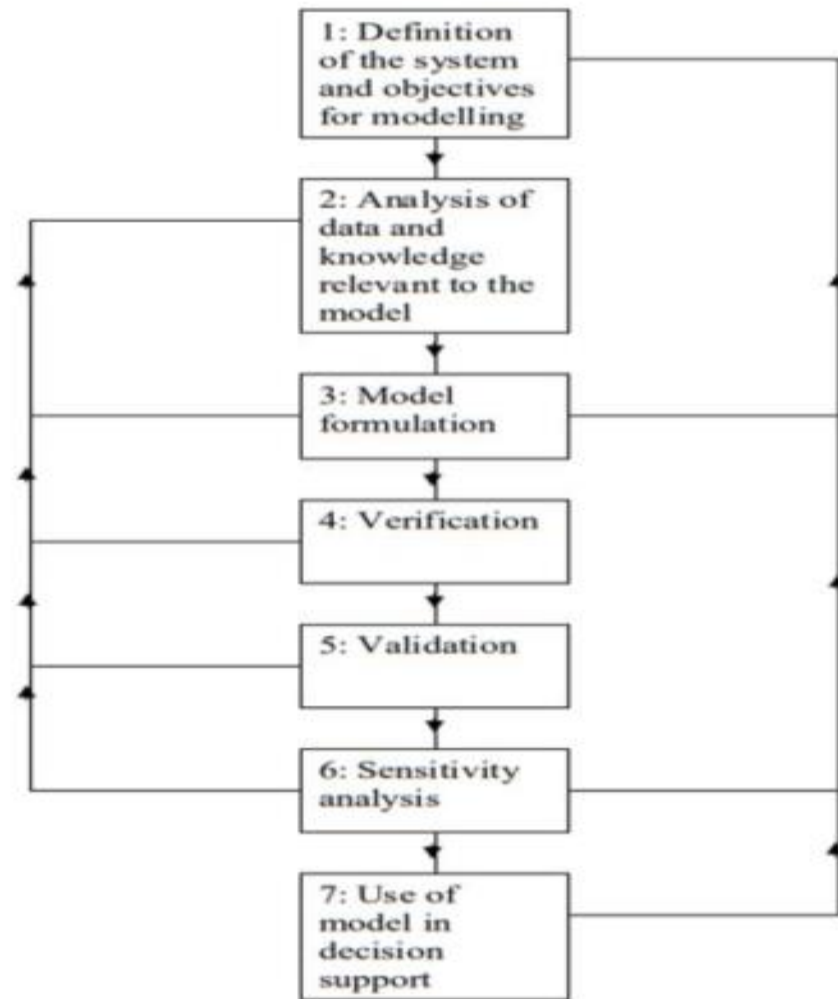 1: Definition
of the system
and objectives
for modelling
2: Analysis of
data and
knowledge
relevant to the
model
3: Model
formulation
4: Verification
5: Validation
6: Sensitivity
analysis
7: Use of
model in
decision
support